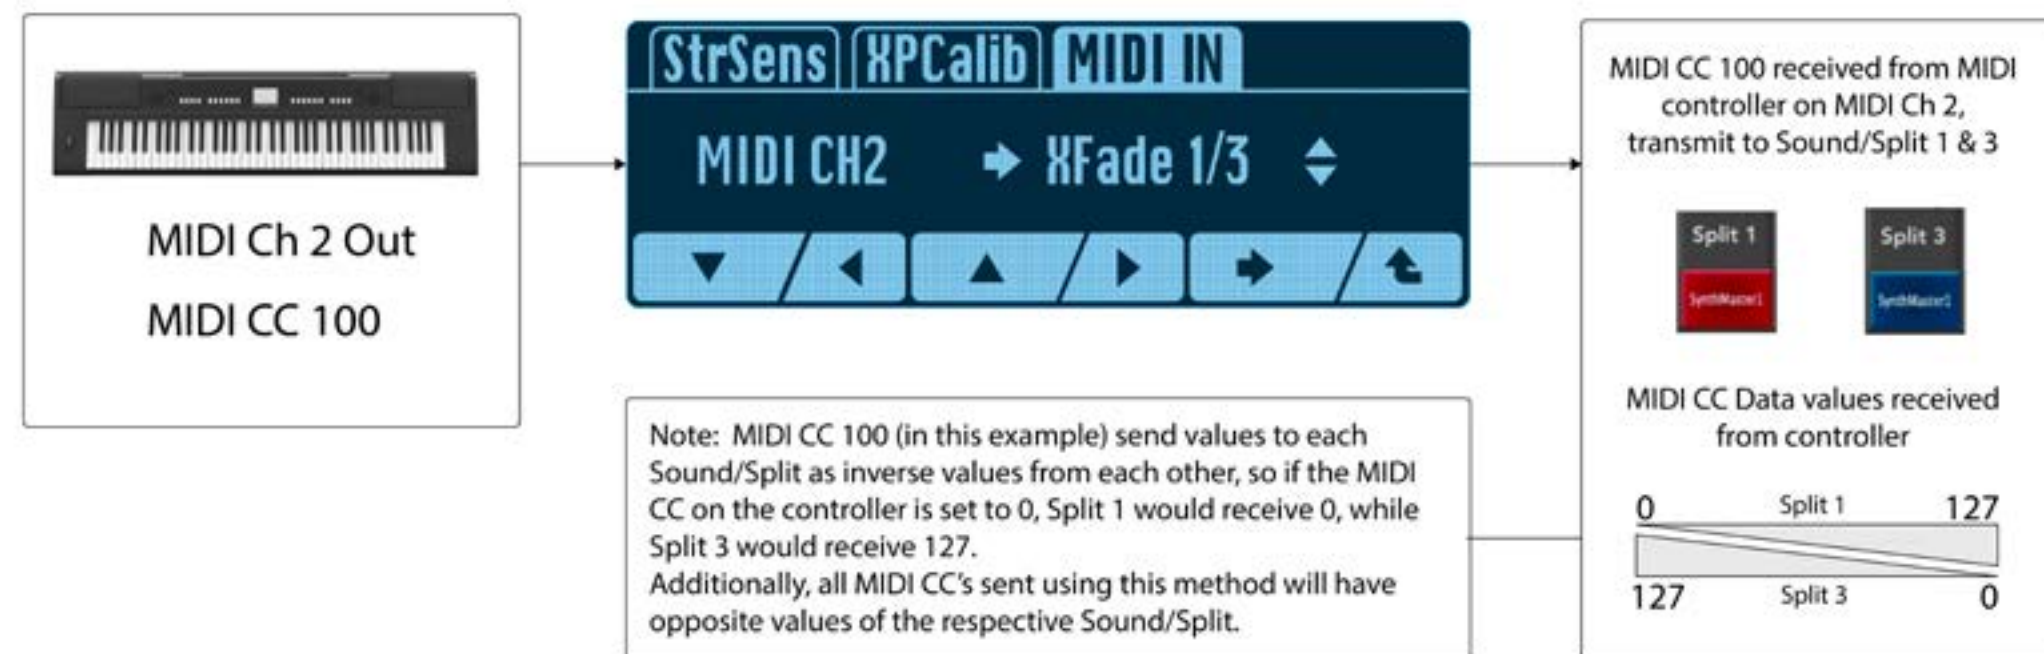 MIDI Ch 2 Out
MIDI CC 100
StrSens XPCalib MIDI IN
MIDI CH2 XFade 1/3
Note: MIDI CC 100 (in this example) send values to each
Sound/Split as inverse values from each other, so if the MIDI
CC on the controller is set to 0, Split 1 would receive 0, while
Split 3 would receive 127.
Additionally, all MIDI CC's sent using this method will have
opposite values of the respective Sound/Split.
MIDI CC 100 received from MIDI
controller on MIDI Ch 2,
transmit to Sound/Split 1 & 3
Split 1 Split 3
SynthMaster1 SynthMaster1
MIDI CC Data values received
from controller
0 Split 1 127
127 Split 3 0